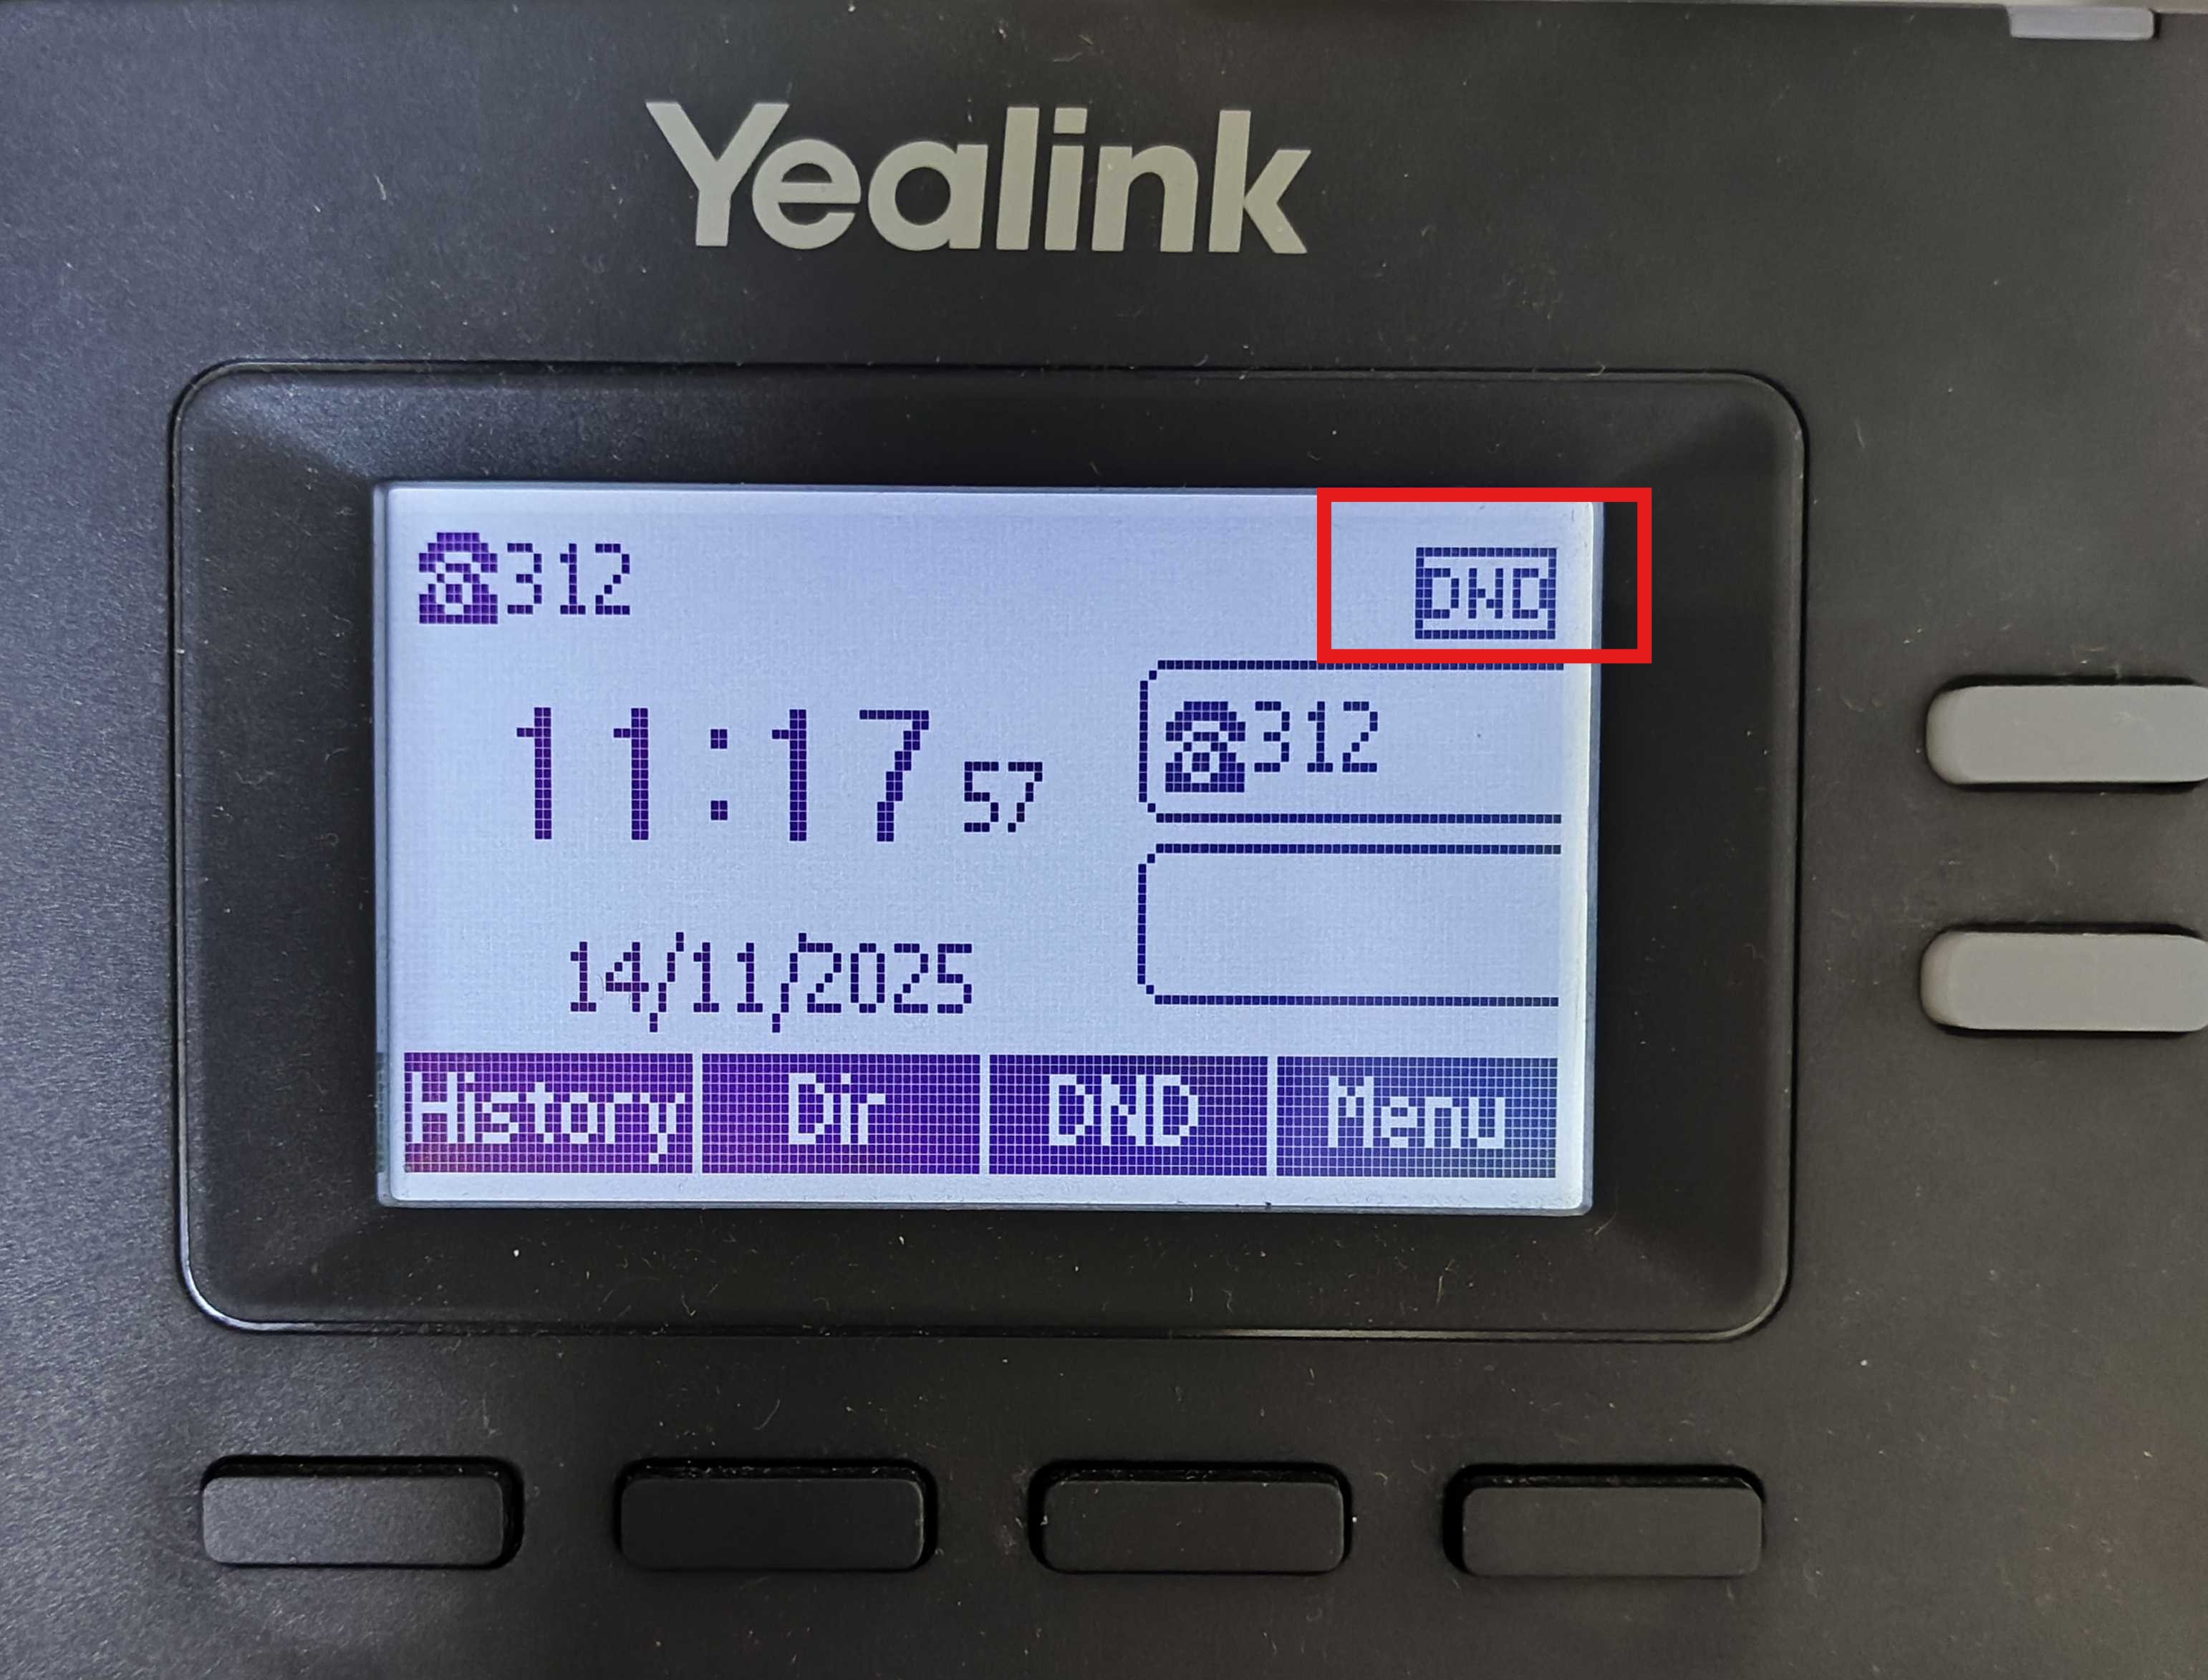 Yealink
312
DND
11:17 57
312
14/11/2025
History Dir DND Menu